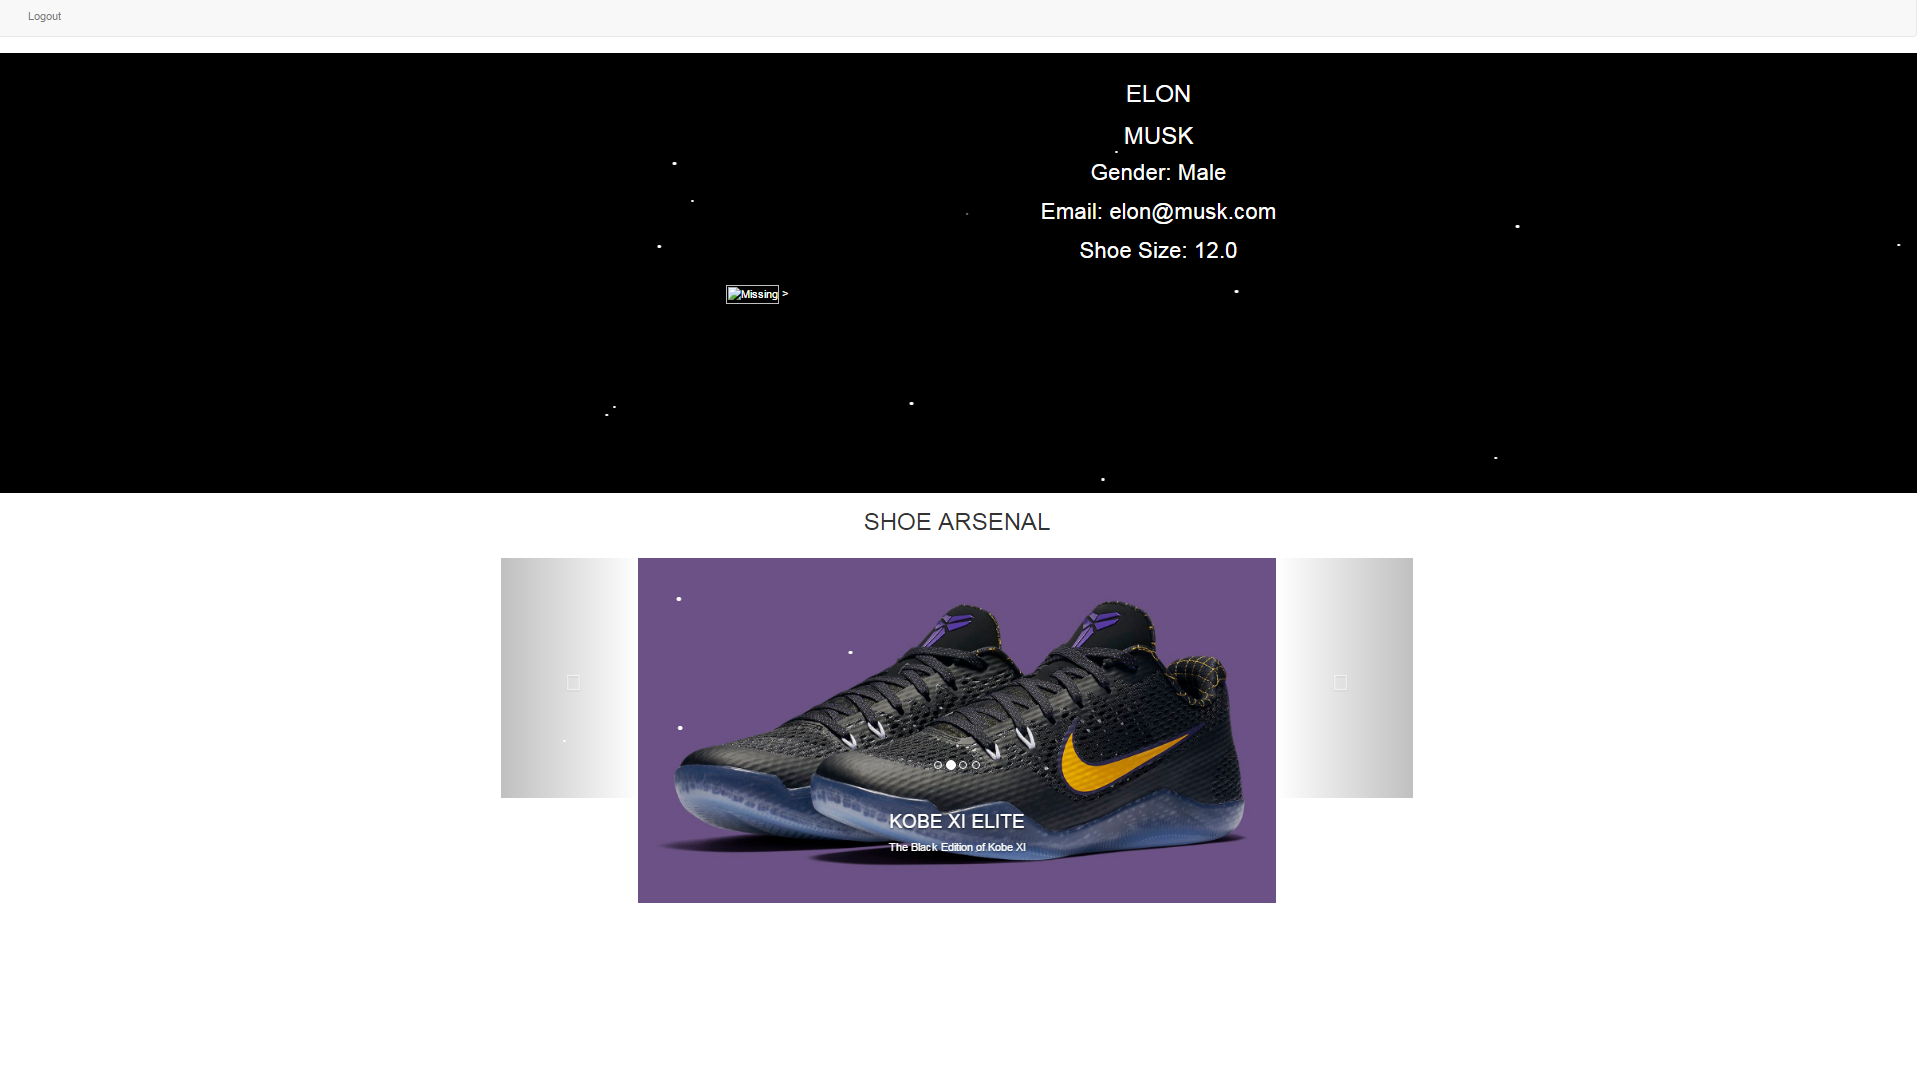 Logout
ELON
MUSK
Gender: Male
Email: elon@musk.com
Shoe Size: 12.0
Missing >
SHOE ARSENAL
KOBE XI ELITE
The Black Edition of Kobe XI